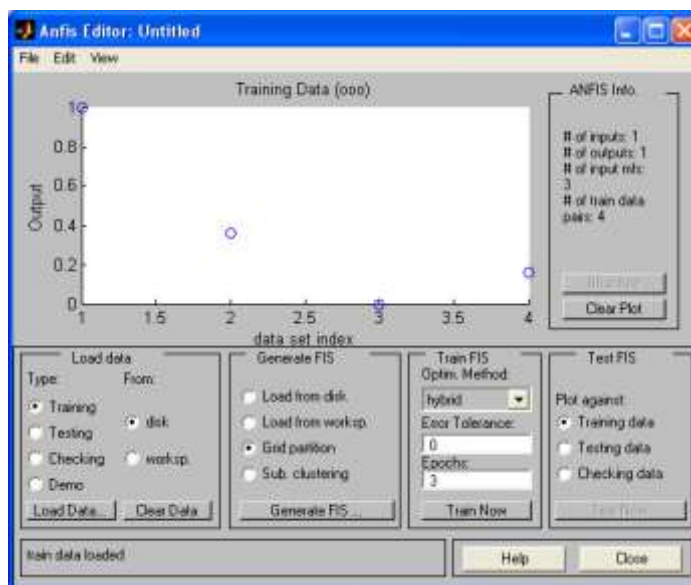 Anfis Editor: Untitled
File Edit View
Training Data (ooo)
Output
1
0.8
0.6
0.4
0.2
0
1 1.5 2 2.5 3 3.5 4
data set index
ANFIS Info.
# of inputs: 1
# of outputs: 1
# of input mfs:
3
# of train data
pairs: 4
Clear Plot
Load data
Type: From:
Training
disk
Testing
Checking
worksp.
Demo
Load Data... Clear Data
Generate FIS
Load from disk
Load from worksp.
Grid partition
Sub. clustering
Generate FIS ...
Train FIS
Optim. Method:
hybrid
Error Tolerance:
0
Epochs:
3
Train Now
Test FIS
Plot against:
Training data
Testing data
Checking data
Test Now
train data loaded
Help Close